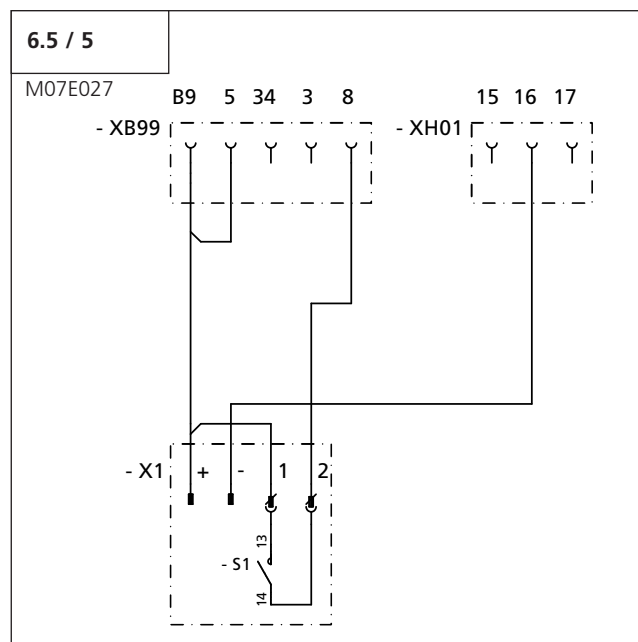 6.5 / 5
M07E027
B9 5 34 3 8 15 16 17
- XB99 - XH01
- X1 + - 1 2
13
- S1
14